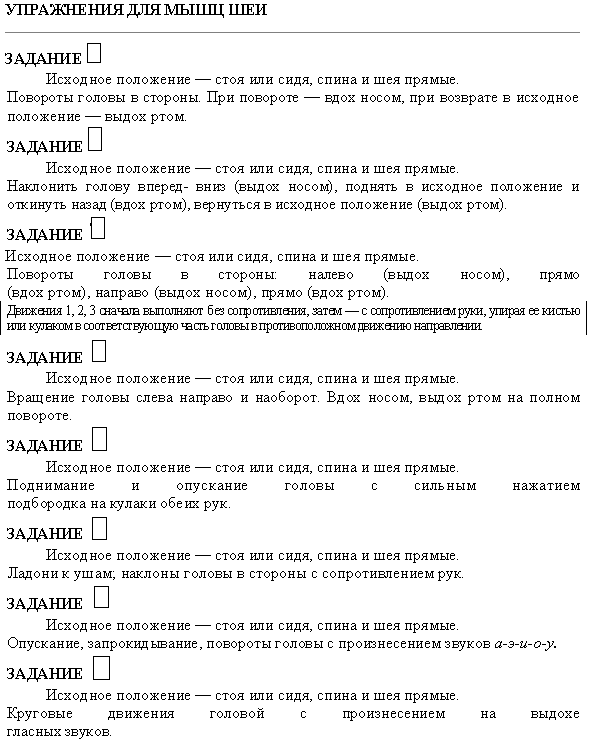 УПРАЖНЕНИЯ ДЛЯ МЫШЦ ШЕИ
ЗАДАНИЕ
Исходное положение — стоя или сидя, спина и шея прямые.
Повороты головы в стороны. При повороте — вдох носом, при возврате в исходное
положение — выдох ртом.
ЗАДАНИЕ
Исходное положение — стоя или сидя, спина и шея прямые.
Наклонить голову вперед- вниз (выдох носом), поднять в исходное положение и
откинуть назад (вдох ртом), вернуться в исходное положение (выдох ртом).
ЗАДАНИЕ
Исходное положение — стоя или сидя, спина и шея прямые.
Повороты головы в стороны: налево (выдох носом), прямо
(вдох ртом), направо (выдох носом), прямо (вдох ртом).
Движения 1, 2, 3 сначала выполняют без сопротивления, затем — с сопротивлением руки, упирая ее кистью
или кулаком в соответствующую часть головы в противоположном движению направлении.
ЗАДАНИЕ
Исходное положение — стоя или сидя, спина и шея прямые.
Вращение головы слева направо и наоборот. Вдох носом, выдох ртом на полном
повороте.
ЗАДАНИЕ
Исходное положение — стоя или сидя, спина и шея прямые.
Поднимание и опускание головы с сильным нажатием
подбородка на кулаки обеих рук.
ЗАДАНИЕ
Исходное положение — стоя или сидя, спина и шея прямые.
Ладони к ушам; наклоны головы в стороны с сопротивлением рук.
ЗАДАНИЕ
Исходное положение — стоя или сидя, спина и шея прямые.
Опускание, запрокидывание, повороты головы с произнесением звуков а-э-и-о-у.
ЗАДАНИЕ
Исходное положение — стоя или сидя, спина и шея прямые.
Круговые движения головой с произнесением на выдохе
гласных звуков.